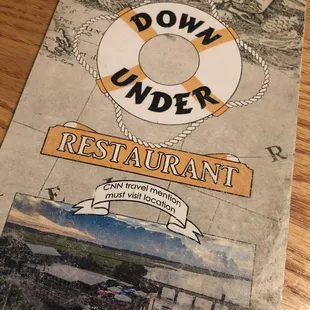 DOWN
UNDER
RESTAURANT
CNN travel mention
must visit location
R
E